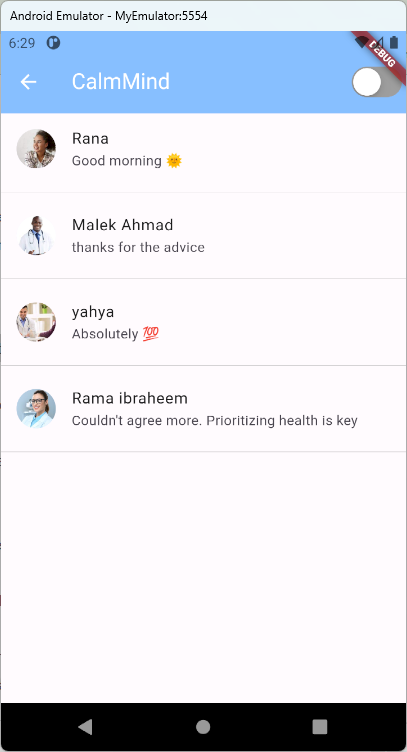 Android Emulator - MyEmulator:5554
6:29
DEBUG
CalmMind
Rana
Good morning 🌞
Malek Ahmad
thanks for the advice
yahya
Absolutely 💯
Rama ibraheem
Couldn't agree more. Prioritizing health is key